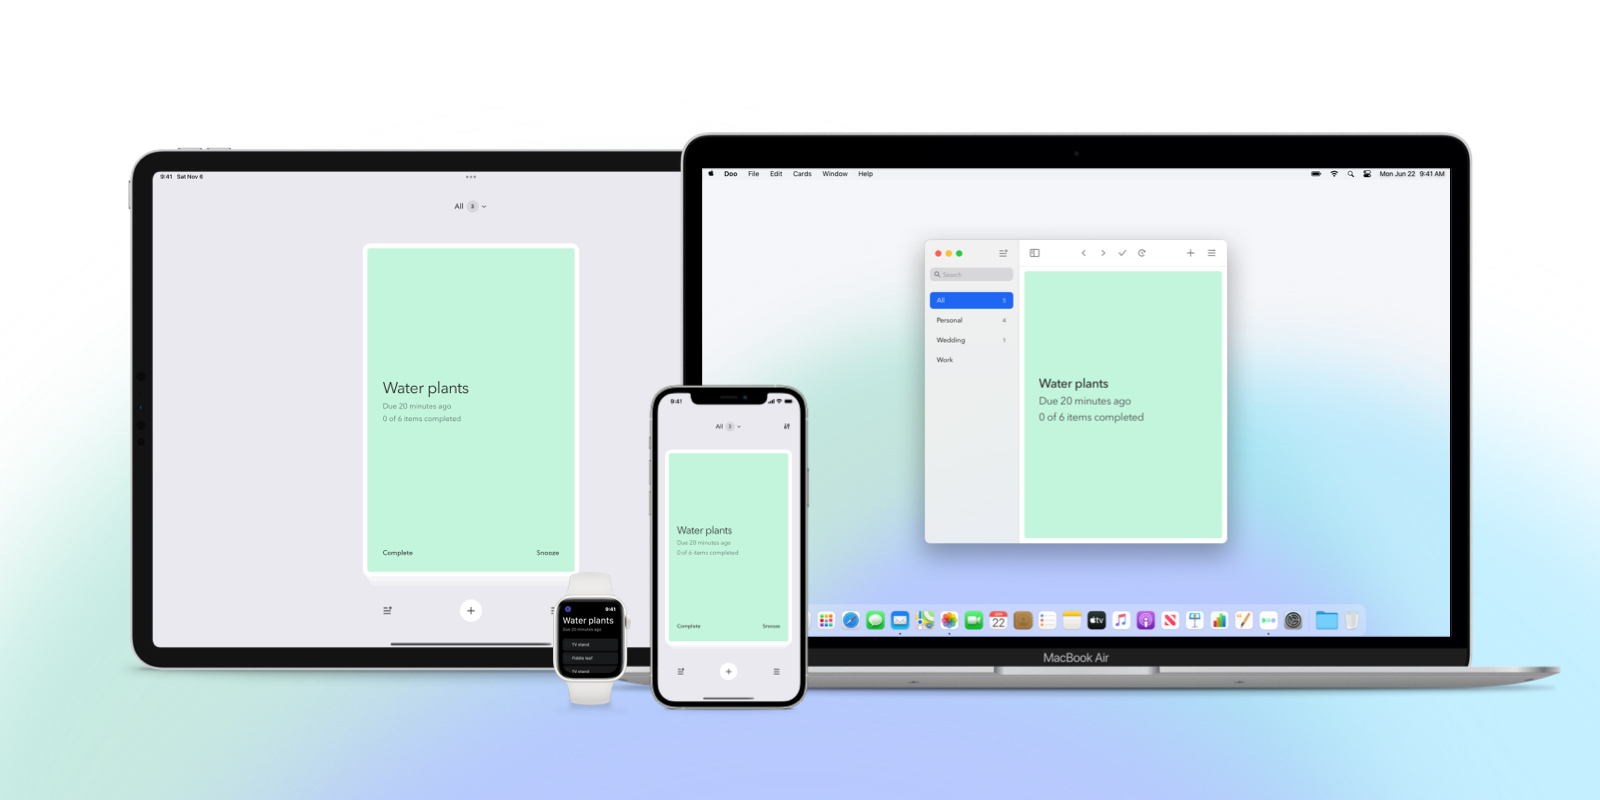 9:41 Sat Nov 6
All 3
Water plants
Due 20 minutes ago
0 of 6 items completed
Complete
Snooze
9:41
Water plants
Due 20 minutes ago
TV stand
Fiddle leaf
TV stand
9:41
All 3
Water plants
Due 20 minutes ago
0 of 6 items completed
Complete
Snooze
Doo File Edit Cards Window Help
Mon Jun 22 9:41 AM
Search
All 5
Personal 4
Wedding 1
Work
Water plants
Due 20 minutes ago
0 of 6 items completed
22
tv
MacBook Air